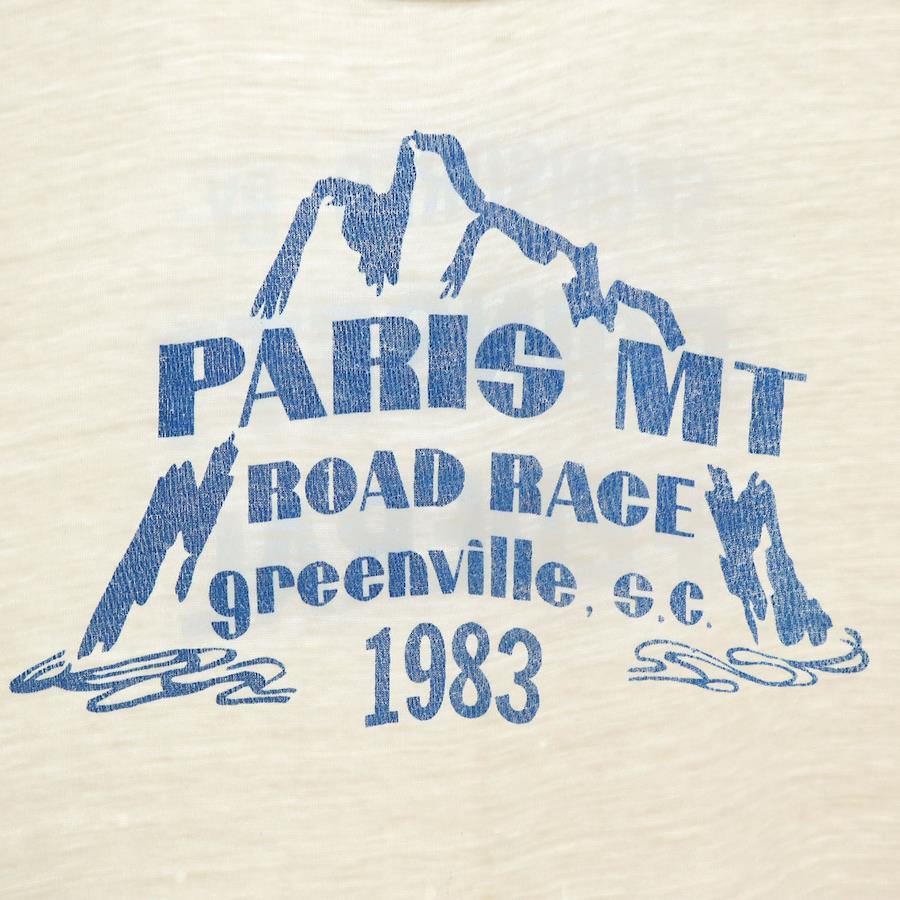 PARIS MT
ROAD RACE
greenville, s.c.
1983